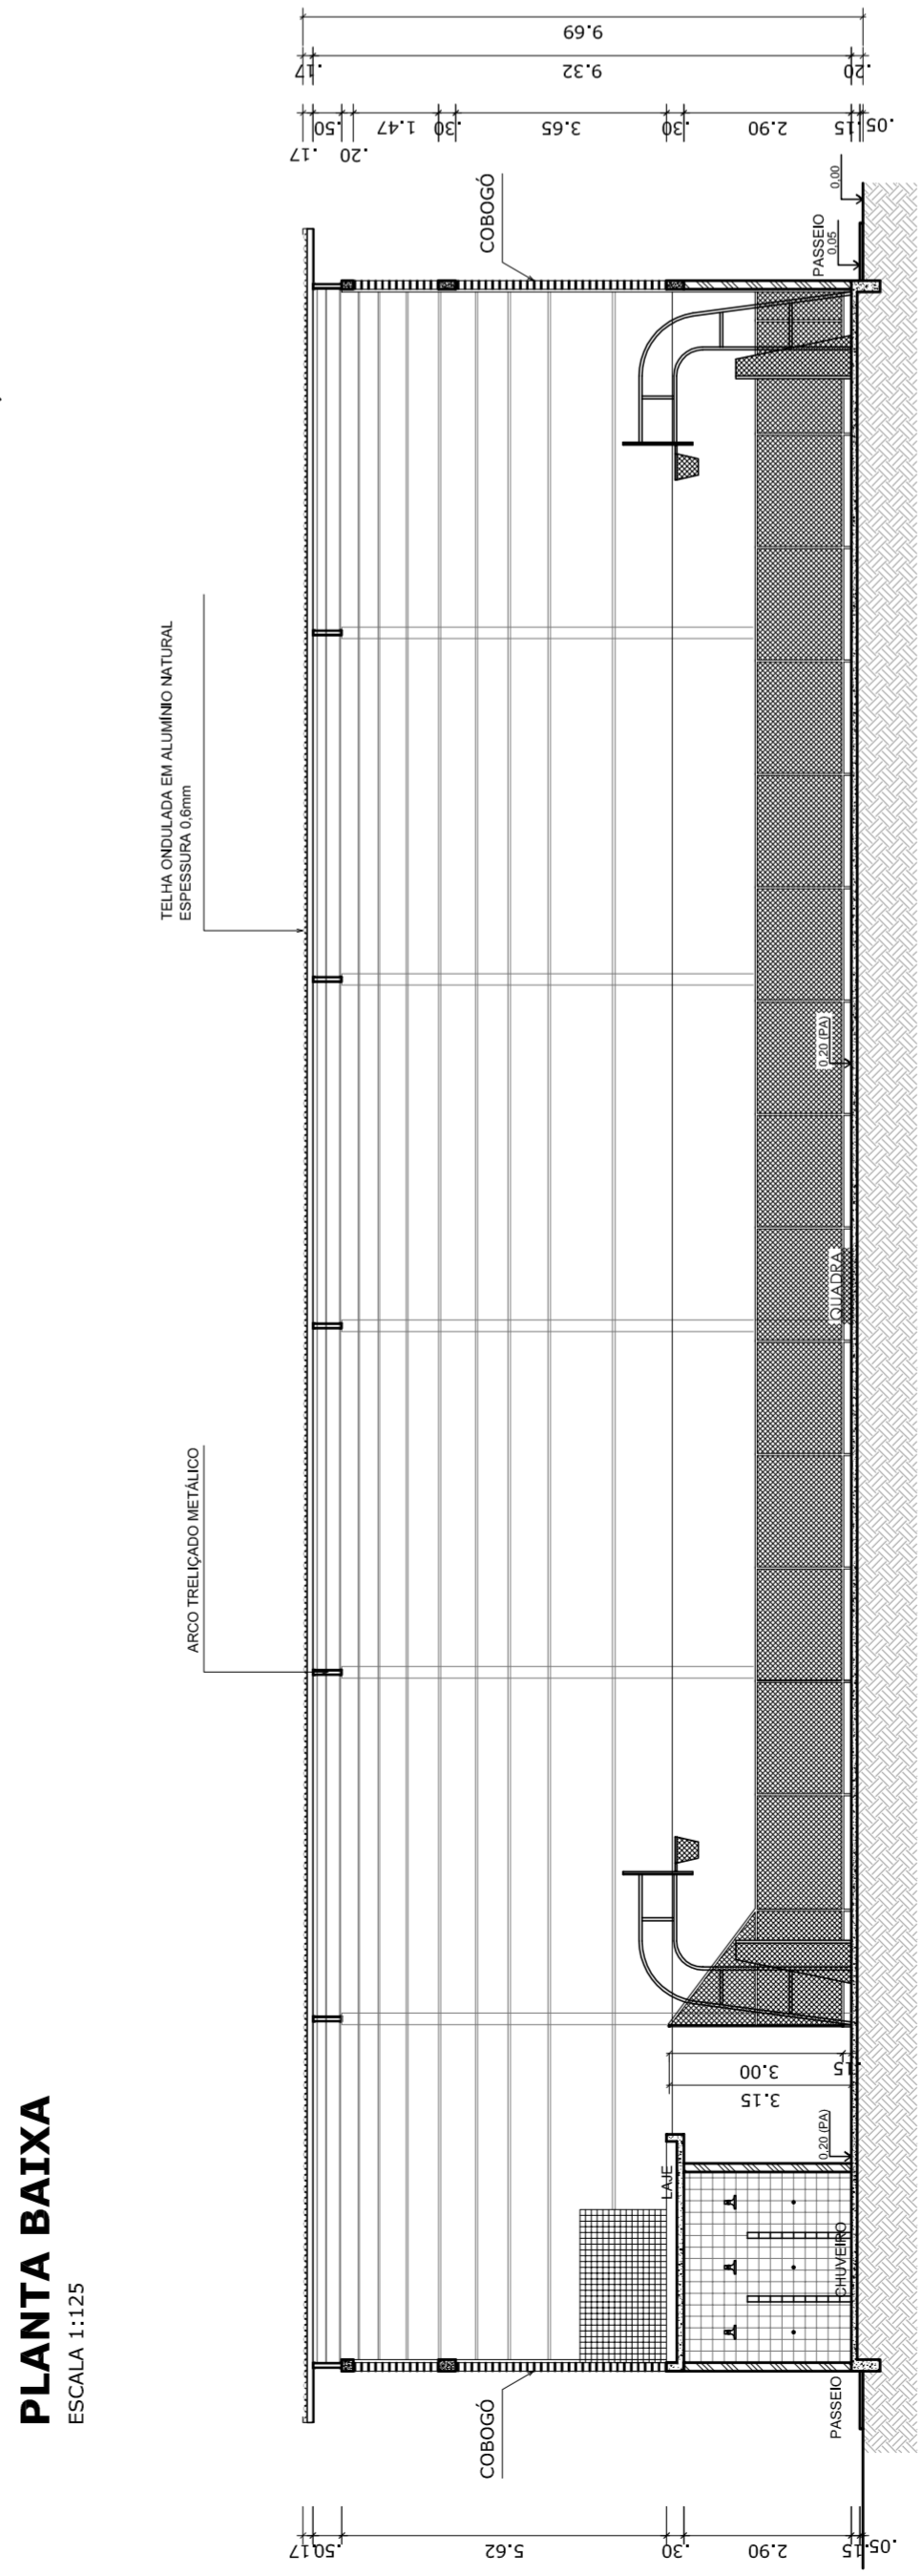 PLANTA BAIXA
ESCALA 1:125
TELHA ONDULADA EM ALUMÍNIO NATURAL
ESPESSURA 0,6mm
ARCO TRELIÇADO METÁLICO
COBOGÓ
COBOGÓ
9.69
.17
9.32
.20
.17
.50
.20
1.47
.30
3.65
.30
2.90
.15
.05
0,00
PASSEIO
0,05
0,20 (PA)
QUADRA
3.00
.15
3.15
0,20 (PA)
LAJE
CHUVEIRO
PASSEIO
.17
.50
5.62
.30
2.90
.15
.05